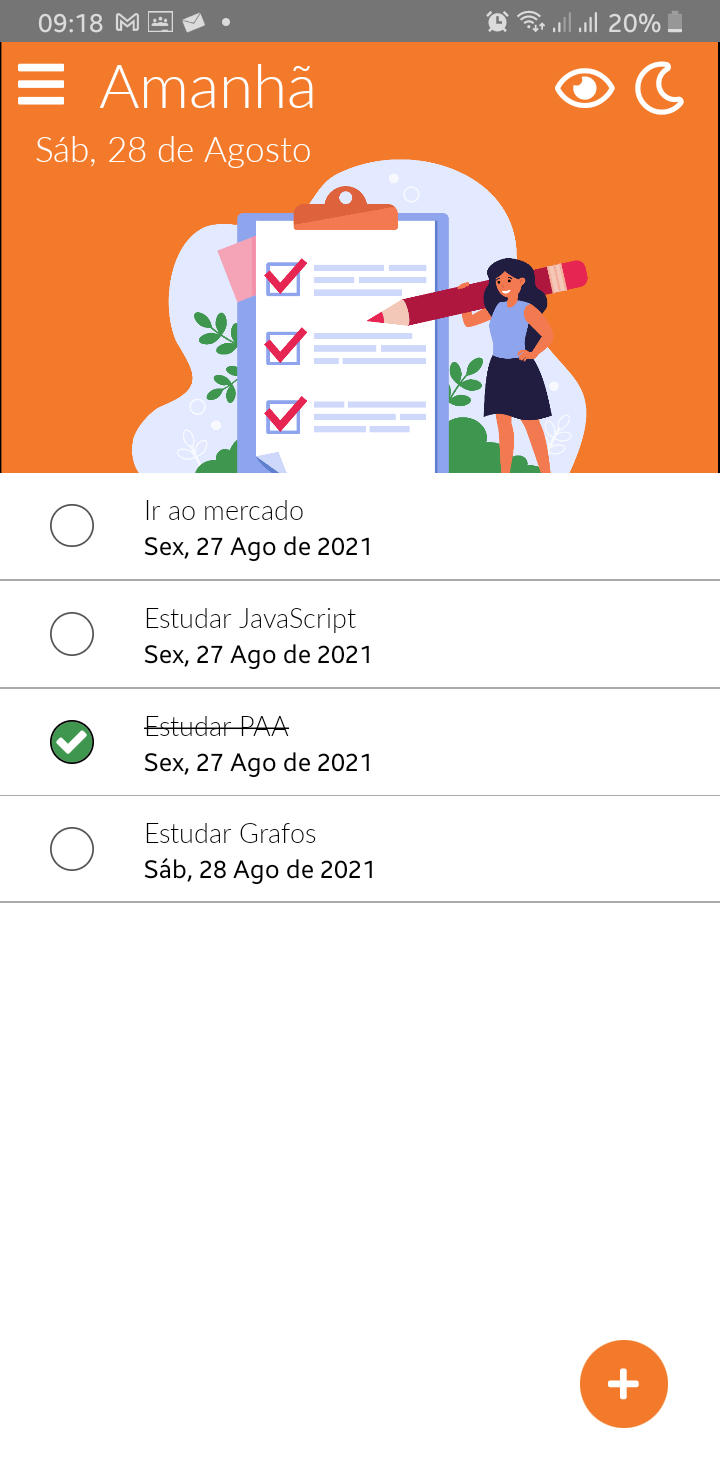 09:18
20%
Amanhã
Sáb, 28 de Agosto
Ir ao mercado
Sex, 27 Ago de 2021
Estudar JavaScript
Sex, 27 Ago de 2021
Estudar PAA
Sex, 27 Ago de 2021
Estudar Grafos
Sáb, 28 Ago de 2021